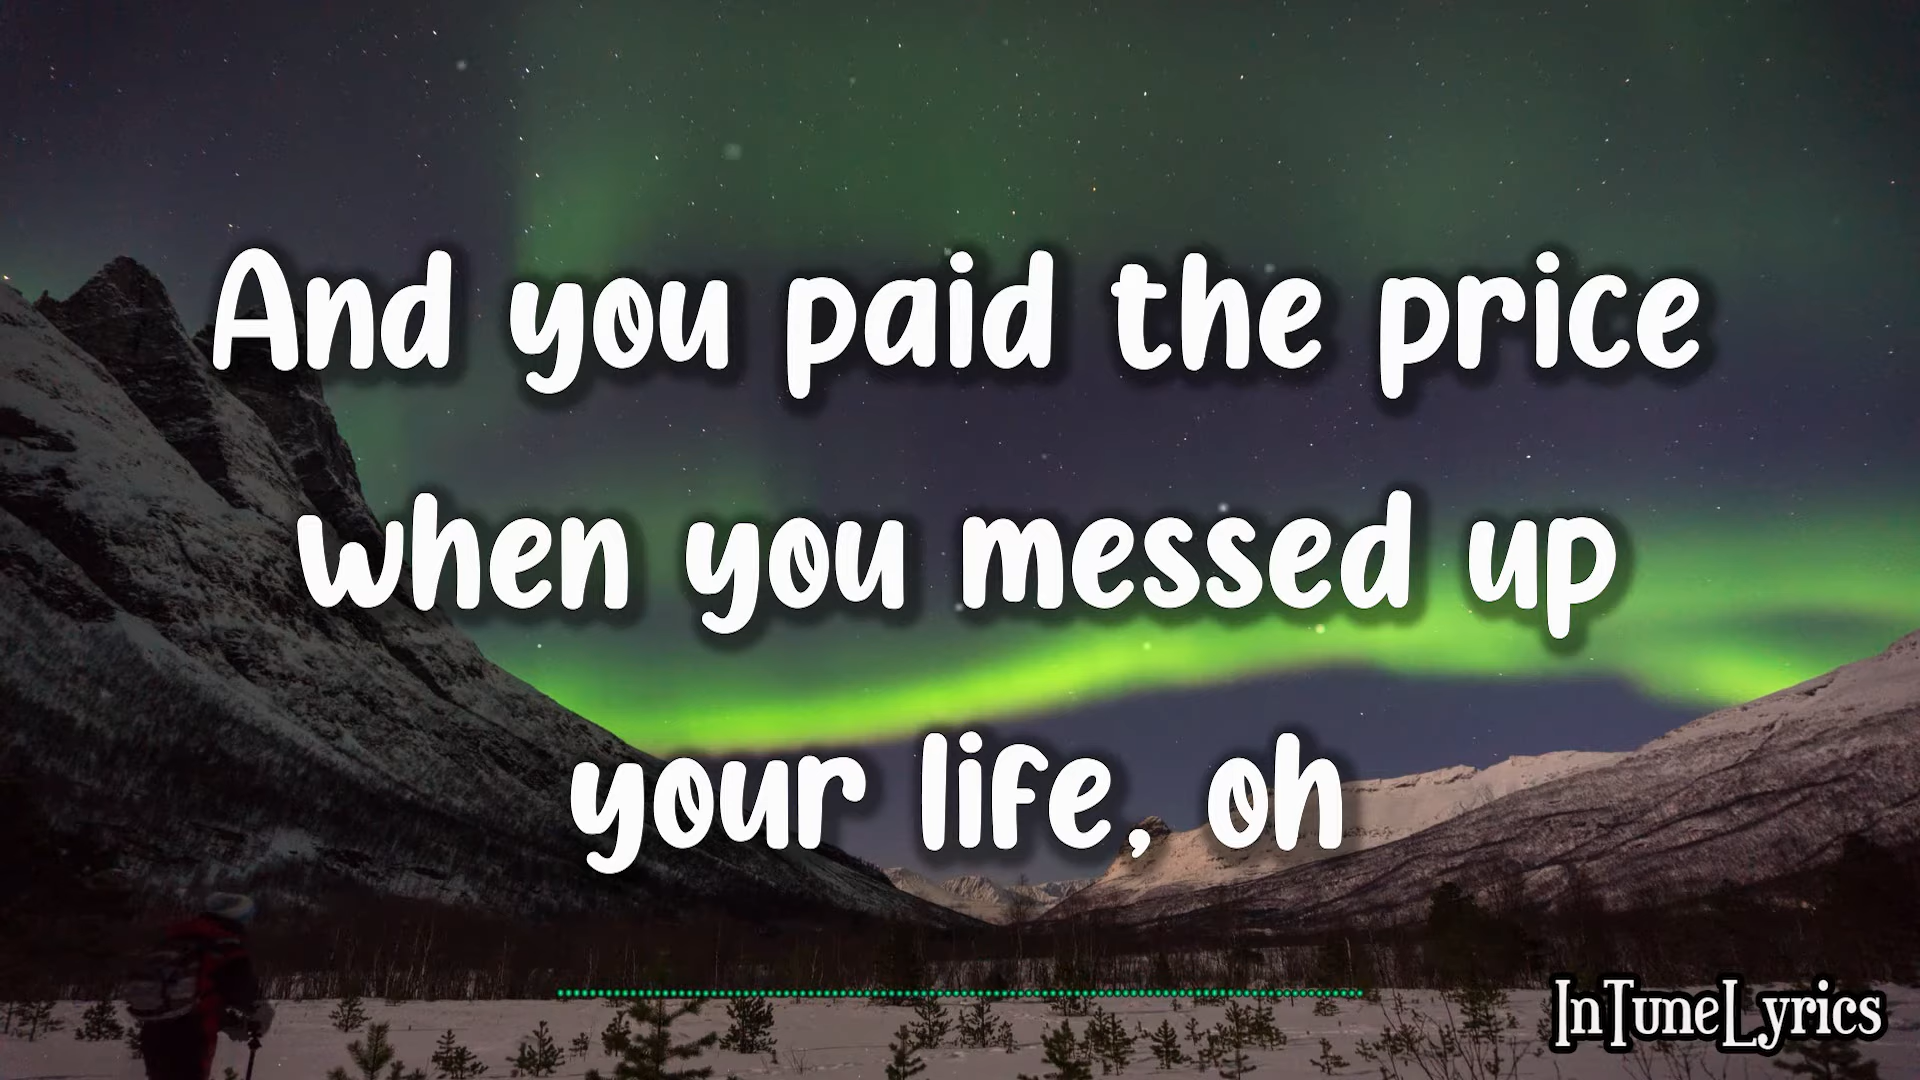 And you paid the price
when you messed up
your life, oh
InTuneLyrics